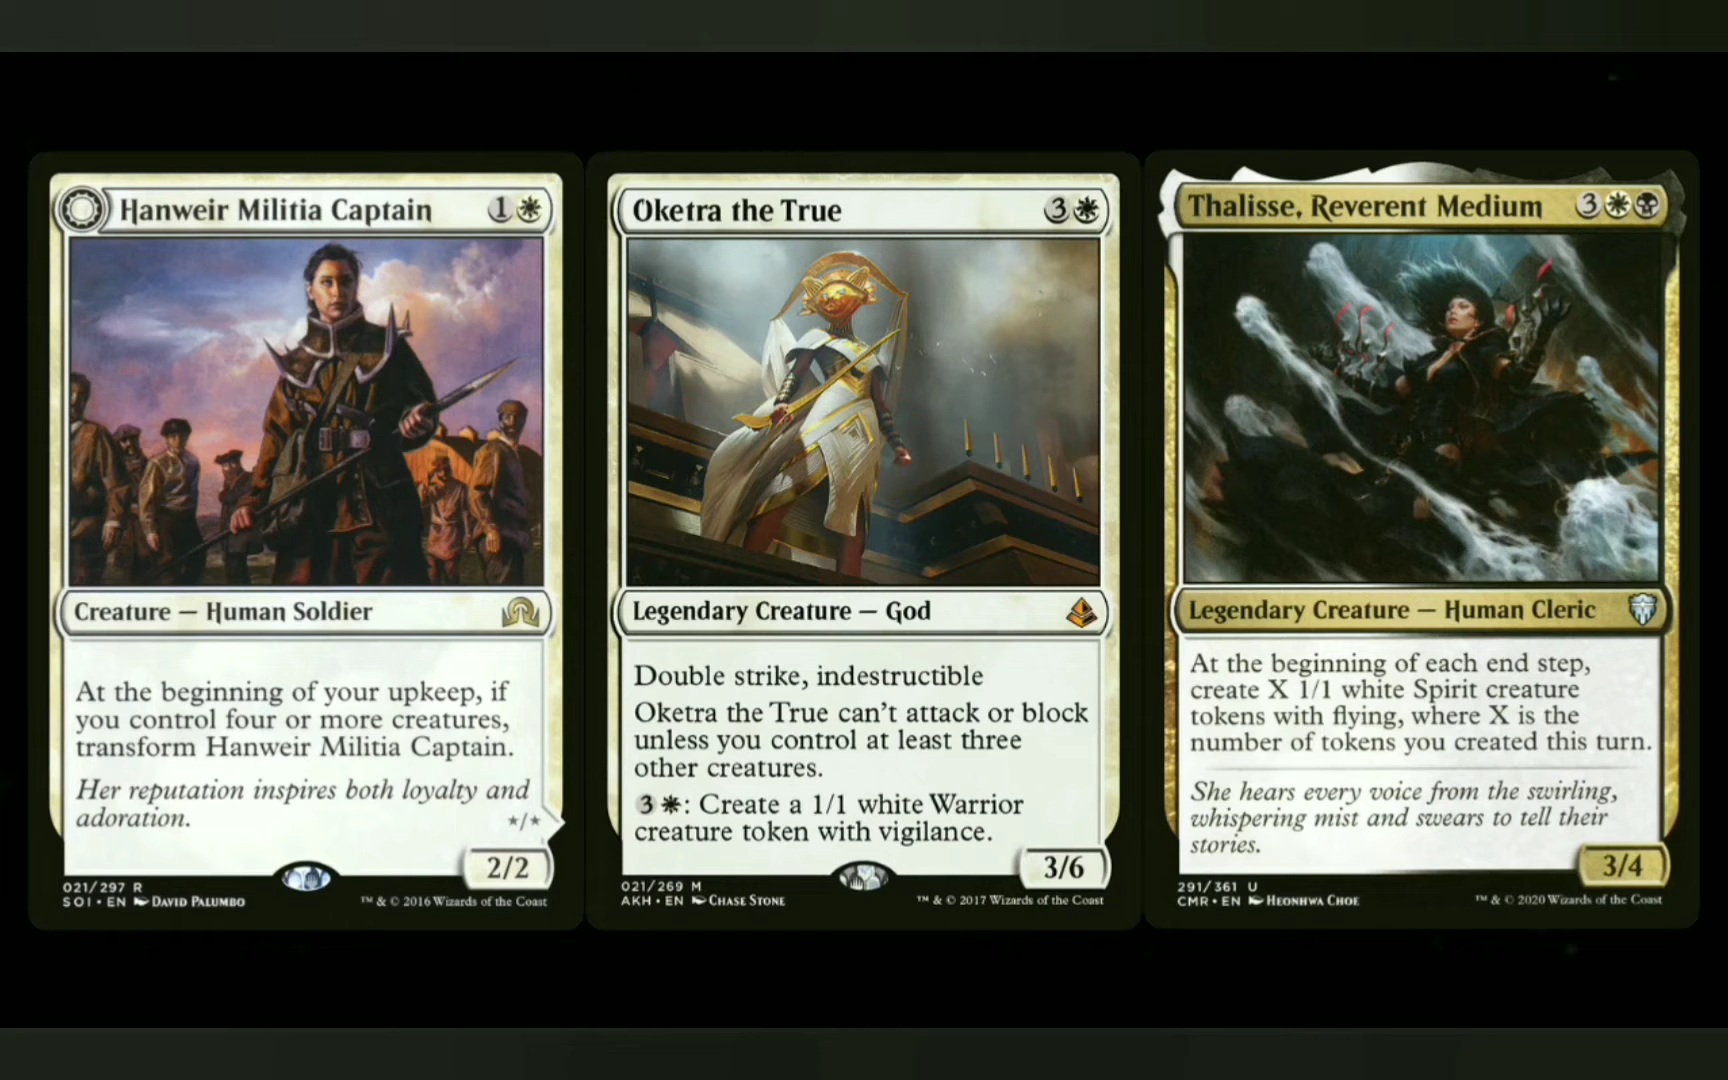 Hanweir Militia Captain 1
Creature — Human Soldier
At the beginning of your upkeep, if
you control four or more creatures,
transform Hanweir Militia Captain.
Her reputation inspires both loyalty and
adoration.
*/*
2/2
021/297 R
SOI • EN DAVID PALUMBO
™ & © 2016 Wizards of the Coast
Oketra the True 3
Legendary Creature — God
Double strike, indestructible
Oketra the True can't attack or block
unless you control at least three
other creatures.
3 : Create a 1/1 white Warrior
creature token with vigilance.
3/6
021/269 M
AKH • EN CHASE STONE
™ & © 2017 Wizards of the Coast
Thalisse, Reverent Medium 3
Legendary Creature — Human Cleric
At the beginning of each end step,
create X 1/1 white Spirit creature
tokens with flying, where X is the
number of tokens you created this turn.
She hears every voice from the swirling,
whispering mist and swears to tell their
stories.
3/4
291/361 U
CMR • EN HEONHWA CHOE
™ & © 2020 Wizards of the Coast